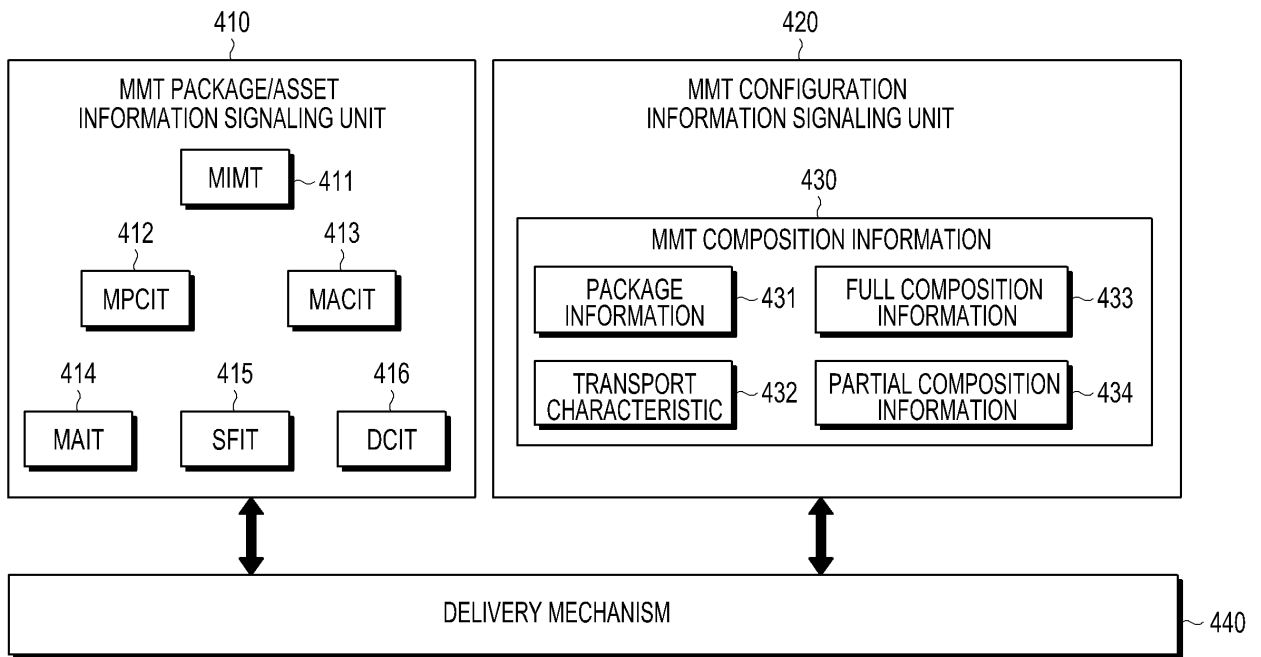 410
420
MMT PACKAGE/ASSET
INFORMATION SIGNALING UNIT
MMT CONFIGURATION
INFORMATION SIGNALING UNIT
MIMT
411
412
413
MPCIT
MACIT
414
415
416
MAIT
SFIT
DCIT
430
MMT COMPOSITION INFORMATION
PACKAGE
INFORMATION
431
FULL COMPOSITION
INFORMATION
433
TRANSPORT
CHARACTERISTIC
432
PARTIAL COMPOSITION
INFORMATION
434
DELIVERY MECHANISM
440